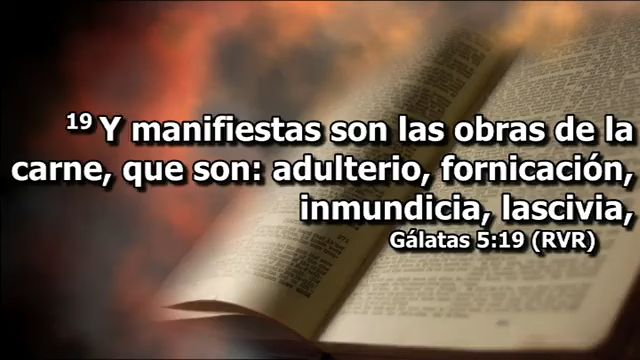 19 Y manifiestas son las obras de la
carne, que son: adulterio, fornicación,
inmundicia, lascivia,
Gálatas 5:19 (RVR)